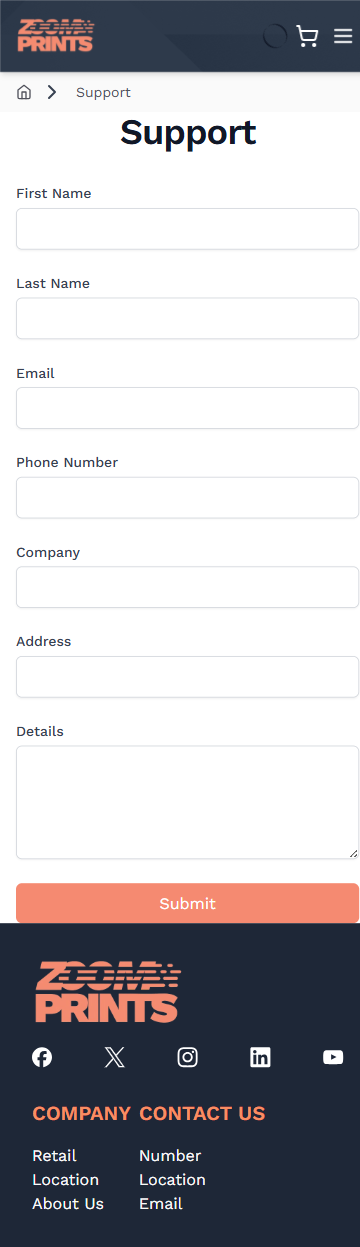 ZOOM
PRINTS
Support
Support
First Name
Last Name
Email
Phone Number
Company
Address
Details
Submit
ZOOM
PRINTS
COMPANY CONTACT US
Retail Number
Location Location
About Us Email